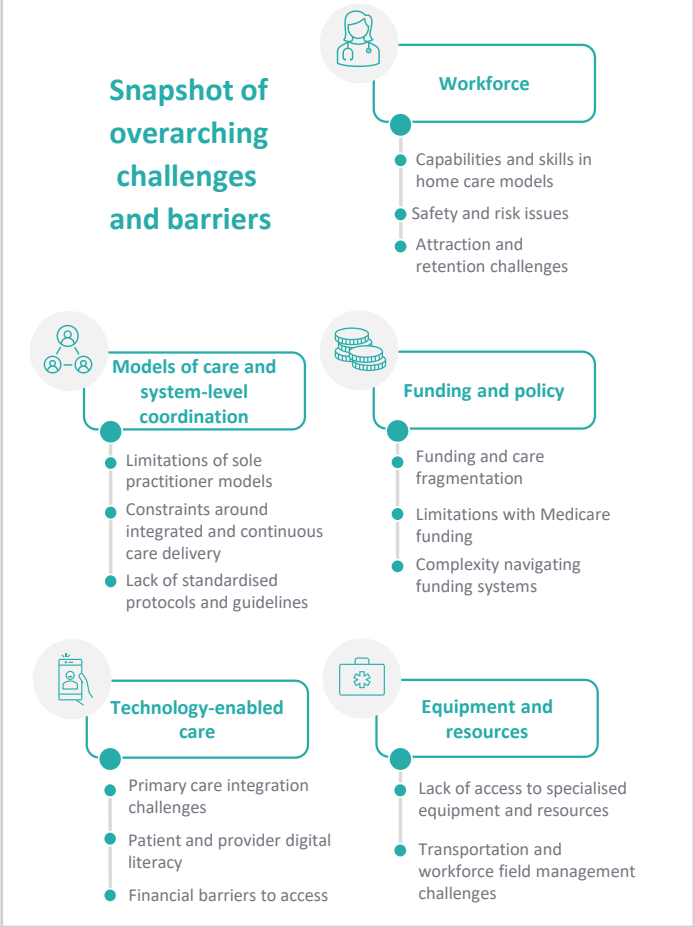 Snapshot of
overarching
challenges
and barriers
Workforce
Capabilities and skills in
home care models
Safety and risk issues
Attraction and
retention challenges
Models of care and
system-level
coordination
Limitations of sole
practitioner models
Constraints around
integrated and continuous
care delivery
Lack of standardised
protocols and guidelines
Funding and policy
Funding and care
fragmentation
Limitations with Medicare
funding
Complexity navigating
funding systems
Technology-enabled
care
Primary care integration
challenges
Patient and provider digital
literacy
Financial barriers to access
Equipment and
resources
Lack of access to specialised
equipment and resources
Transportation and
workforce field management
challenges